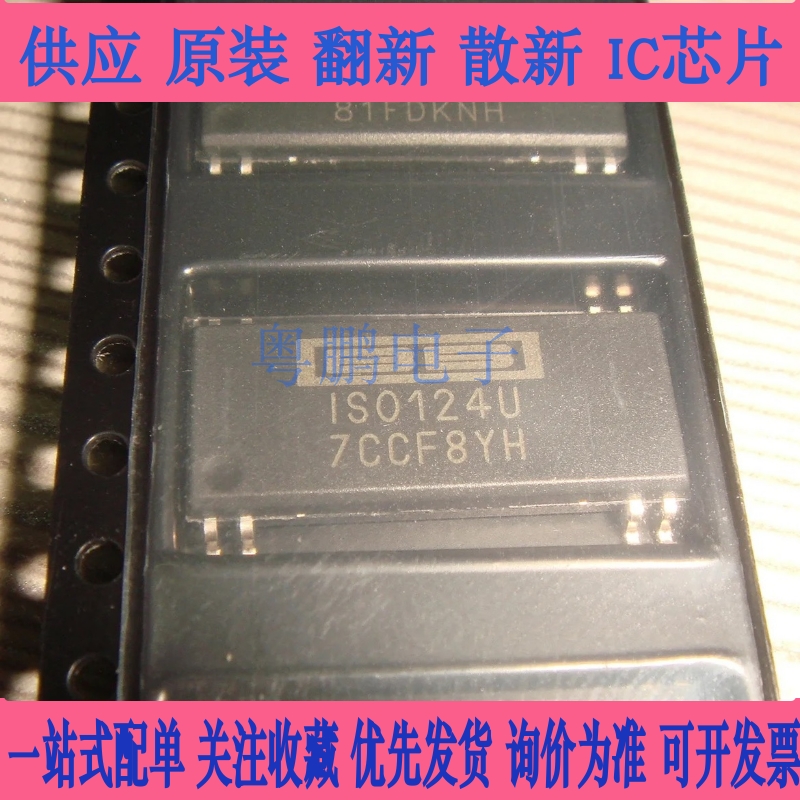 供应 原装 翻新 散新 IC芯片
81FDKNH
粤鹏电子
ISO124U
7CCF8YH
一站式配单 关注收藏 优先发货 询价为准 可开发票